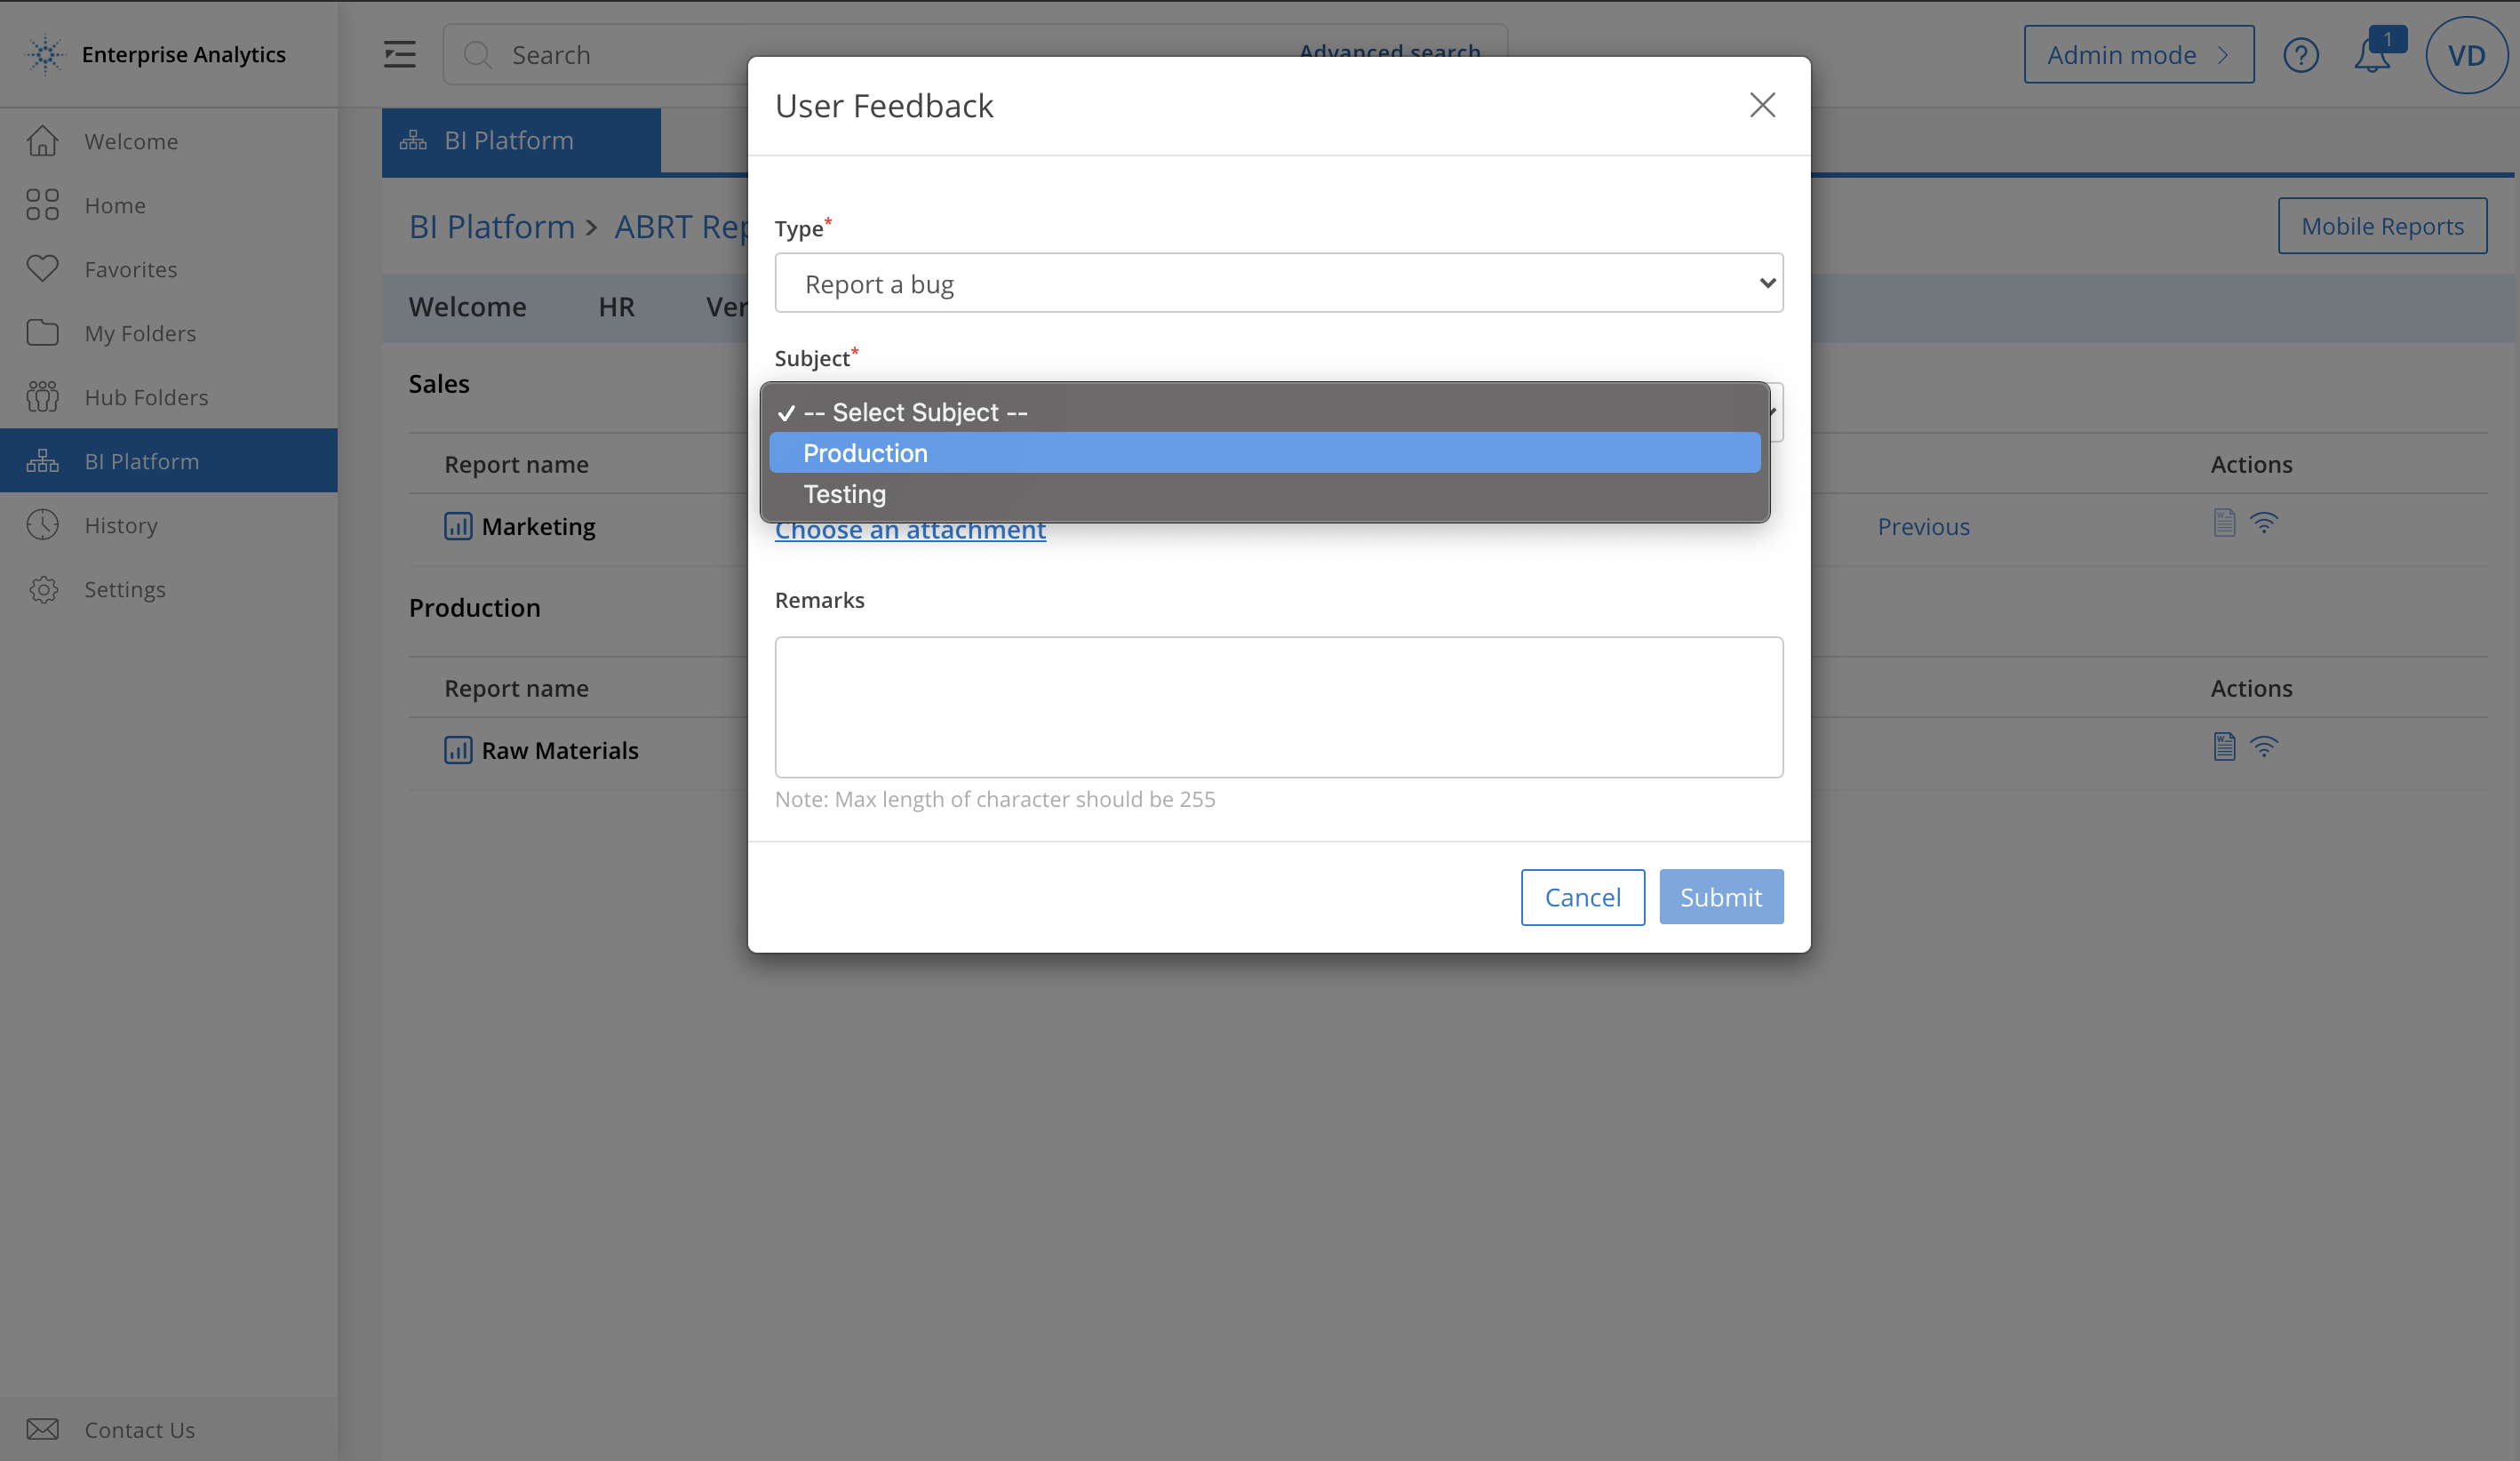 Enterprise Analytics
Search
Advanced search
Admin mode
1
VD
Welcome
Home
Favorites
My Folders
Hub Folders
BI Platform
History
Settings
Contact Us
BI Platform
BI Platform > ABRT Rep
Mobile Reports
Welcome HR Ver
Sales
Report name Actions
Marketing Previous
Production
Report name Actions
Raw Materials
User Feedback
Type*
Report a bug
Subject*
✓ -- Select Subject --
Production
Testing
Choose an attachment
Remarks
Note: Max length of character should be 255
Cancel Submit